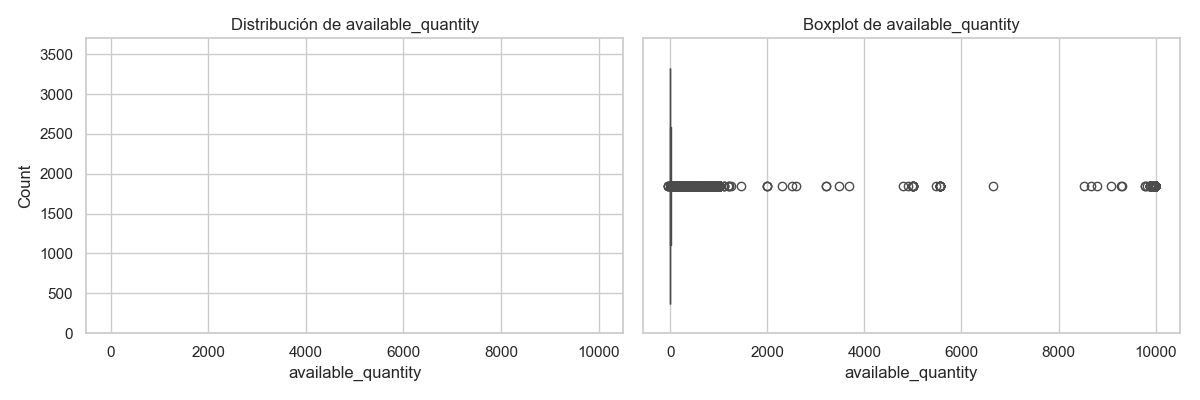 Distribución de available_quantity
3500
3000
2500
2000
1500
1000
500
0
Count
0 2000 4000 6000 8000 10000
available_quantity
Boxplot de available_quantity
0 2000 4000 6000 8000 10000
available_quantity